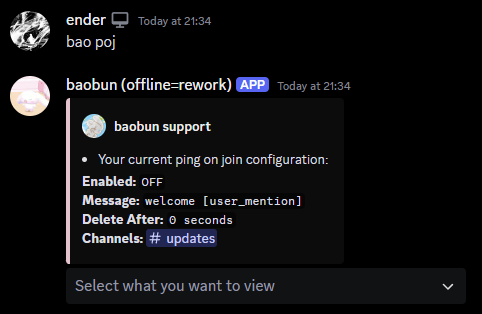 ender Today at 21:34
bao poj
baobun (offline=rework) APP Today at 21:34
baobun support
• Your current ping on join configuration:
Enabled: OFF
Message: welcome [user_mention]
Delete After: 0 seconds
Channels: # updates
Select what you want to view